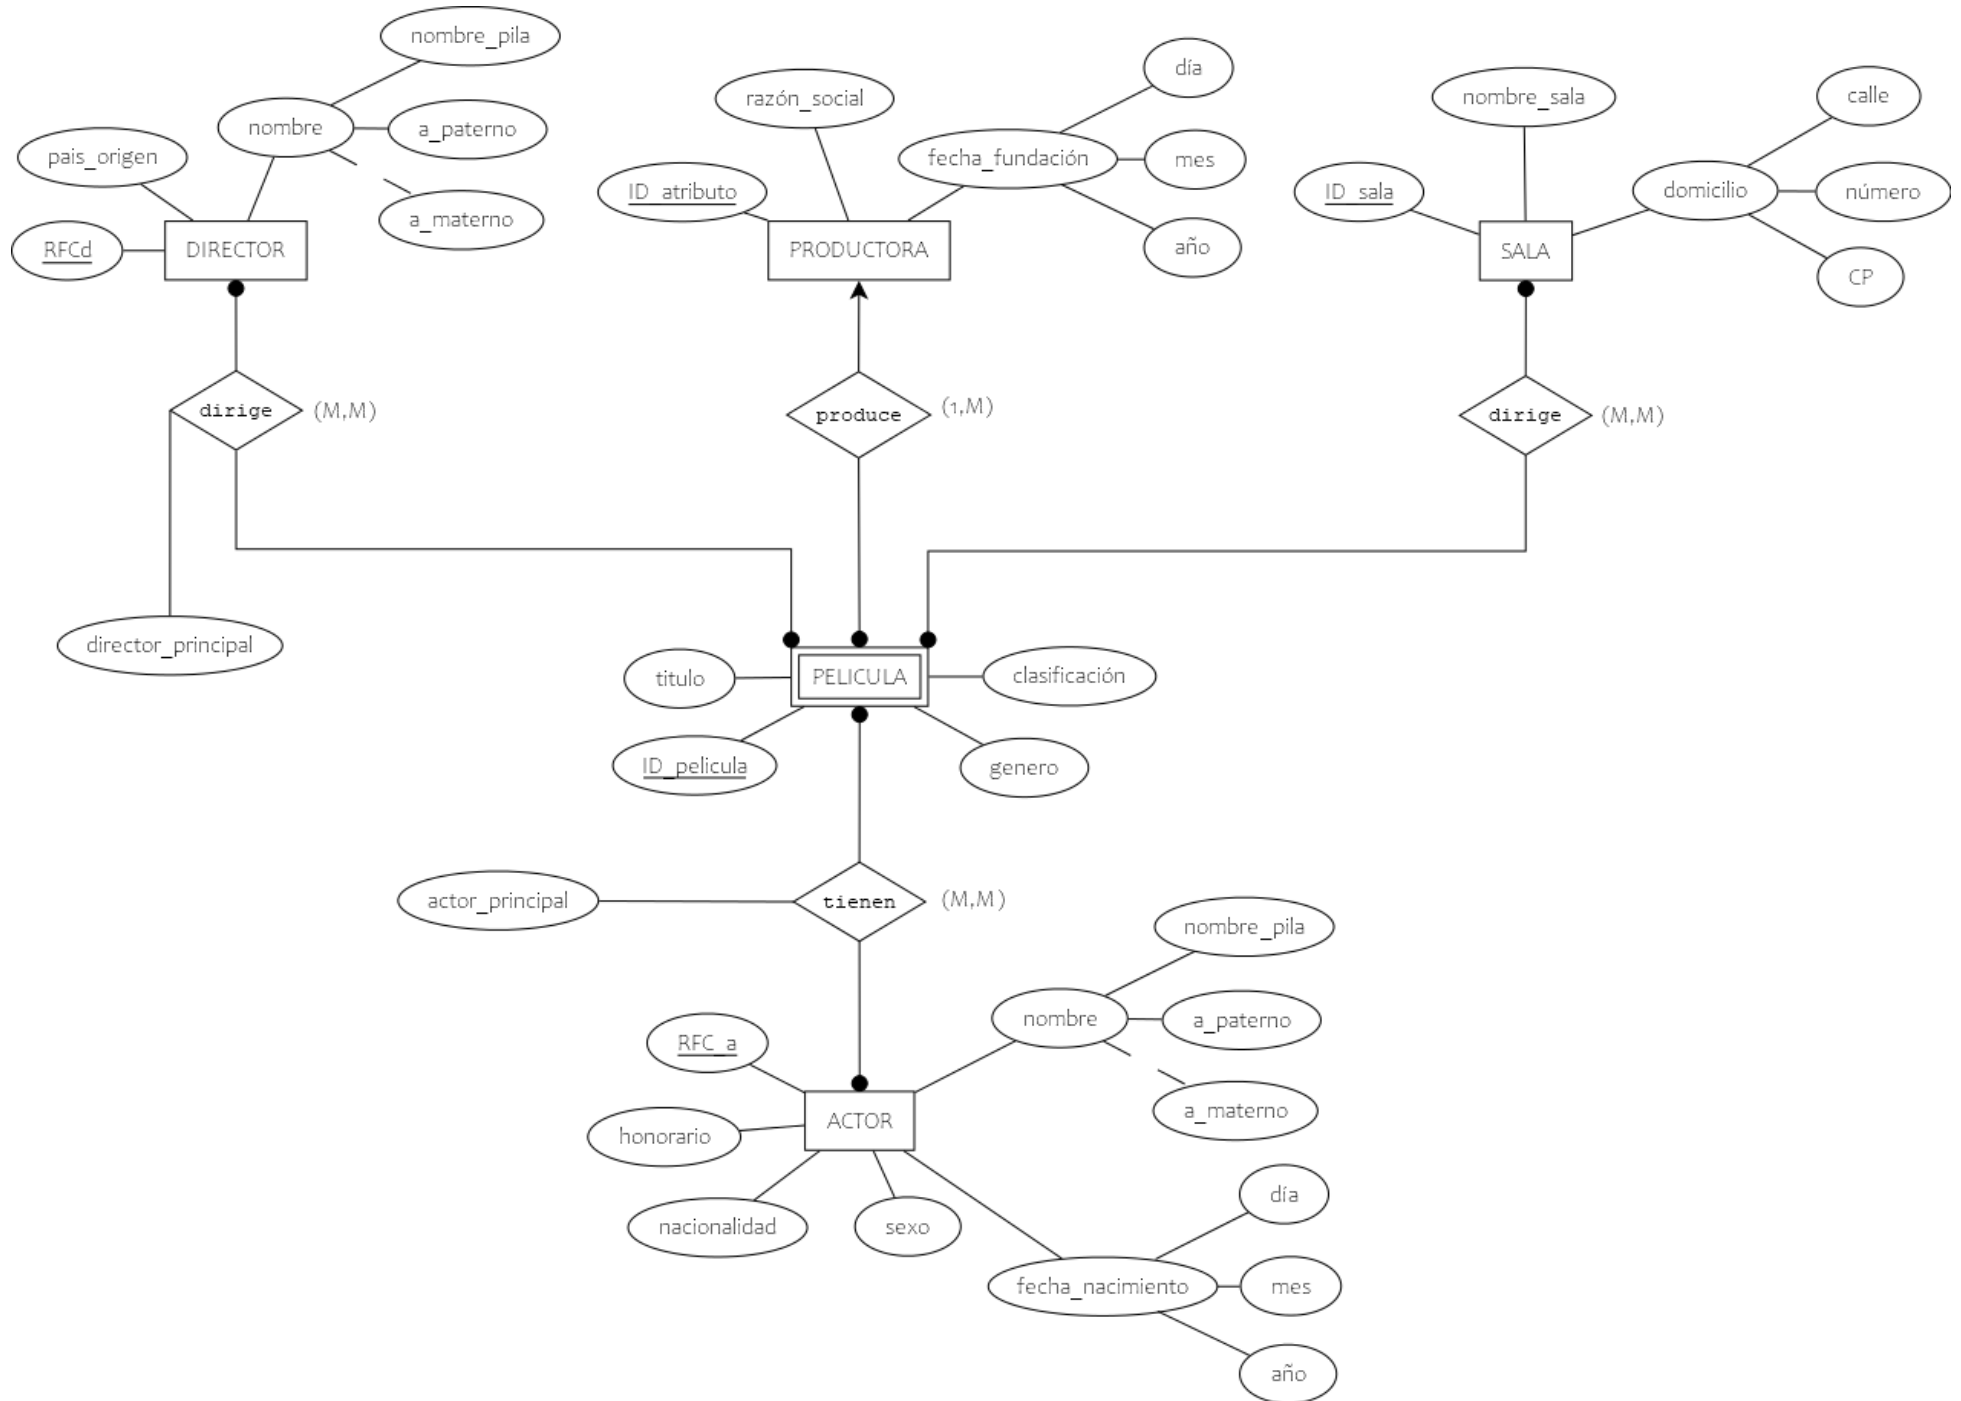 nombre_pila
nombre
a_paterno
pais_origen
a_materno
RFCd
DIRECTOR
razón_social
día
fecha_fundación
mes
ID_atributo
año
PRODUCTORA
nombre_sala
calle
ID_sala
domicilio
número
SALA
CP
dirige
(M,M)
produce
(1,M)
dirige
(M,M)
director_principal
titulo
PELICULA
clasificación
ID_pelicula
genero
actor_principal
tienen
(M,M)
nombre_pila
nombre
a_paterno
RFC_a
a_materno
honorario
ACTOR
nacionalidad
sexo
día
fecha_nacimiento
mes
año